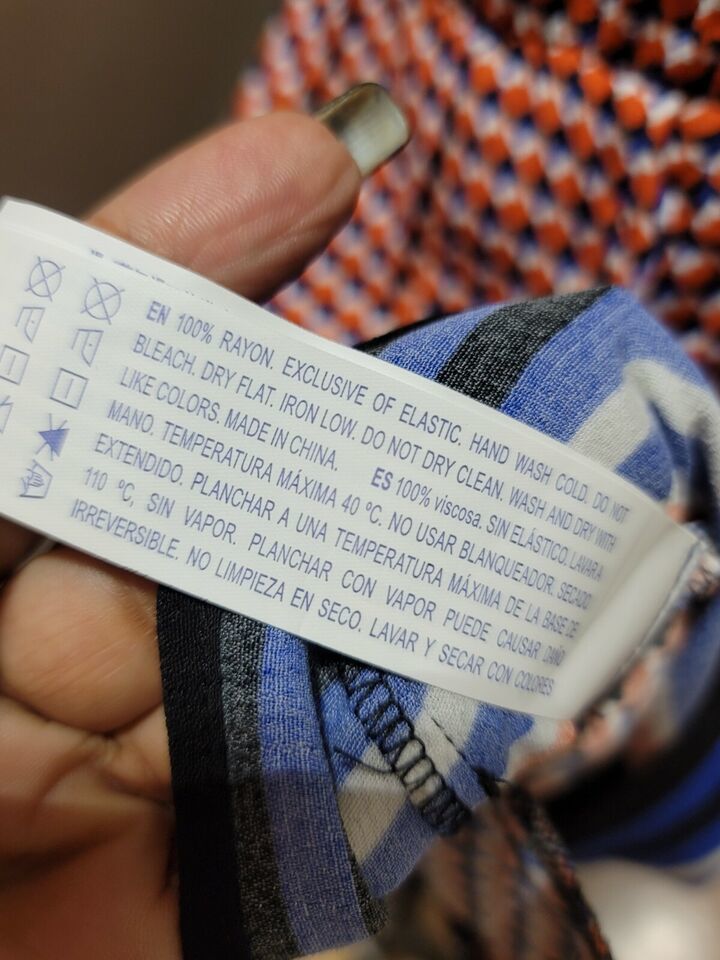 EN 100% RAYON. EXCLUSIVE OF ELASTIC. HAND WASH COLD. DO NOT
BLEACH. DRY FLAT. IRON LOW. DO NOT DRY CLEAN. WASH AND DRY WITH
LIKE COLORS. MADE IN CHINA. ES 100% viscosa. SIN ELÁSTICO. LAVAR A
MANO. TEMPERATURA MÁXIMA 40 ºC. NO USAR BLANQUEADOR. SECADO
EXTENDIDO. PLANCHAR A UNA TEMPERATURA MÁXIMA DE LA BASE DE
110 ºC, SIN VAPOR. PLANCHAR CON VAPOR PUEDE CAUSAR DAÑO
IRREVERSIBLE. NO LIMPIEZA EN SECO. LAVAR Y SECAR CON COLORES